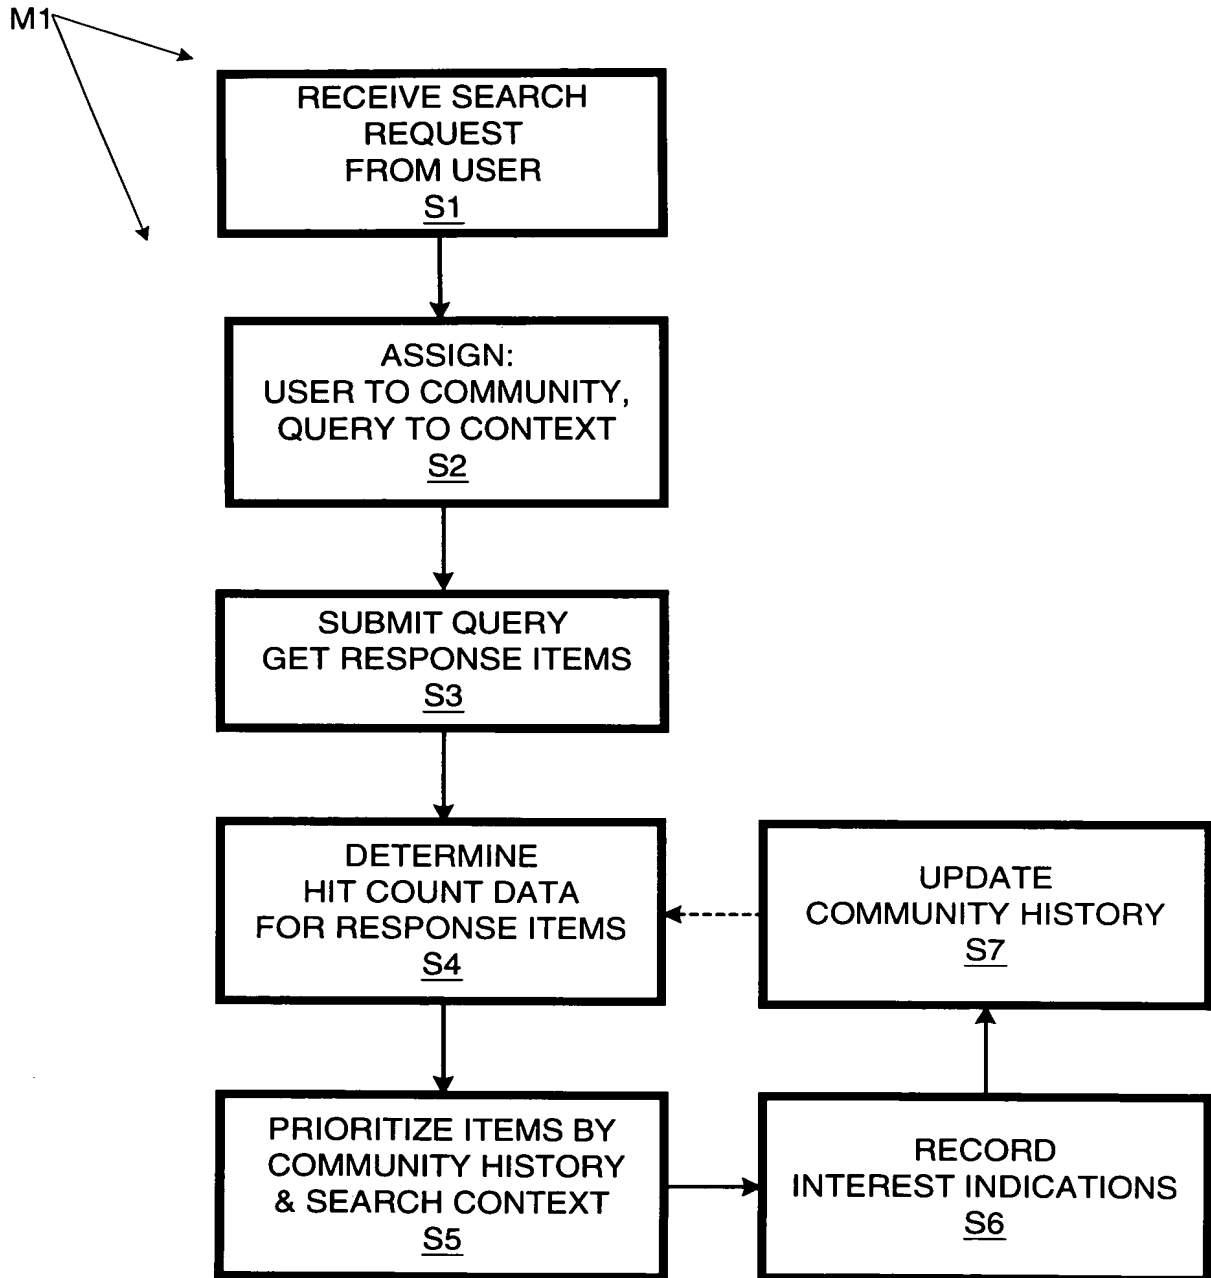 M1
RECEIVE SEARCH
REQUEST
FROM USER
S1
ASSIGN:
USER TO COMMUNITY,
QUERY TO CONTEXT
S2
SUBMIT QUERY
GET RESPONSE ITEMS
S3
DETERMINE
HIT COUNT DATA
FOR RESPONSE ITEMS
S4
UPDATE
COMMUNITY HISTORY
S7
PRIORITIZE ITEMS BY
COMMUNITY HISTORY
& SEARCH CONTEXT
S5
RECORD
INTEREST INDICATIONS
S6